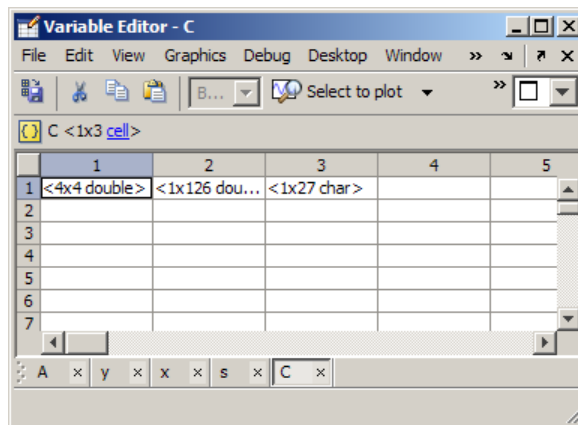 Variable Editor - C
File Edit View Graphics Debug Desktop Window »
B... Select to plot »
C <1x3 cell>
1 2 3 4 5
1 <4x4 double> <1x126 dou... <1x27 char>
2
3
4
5
6
7
A × y × x × s × C ×